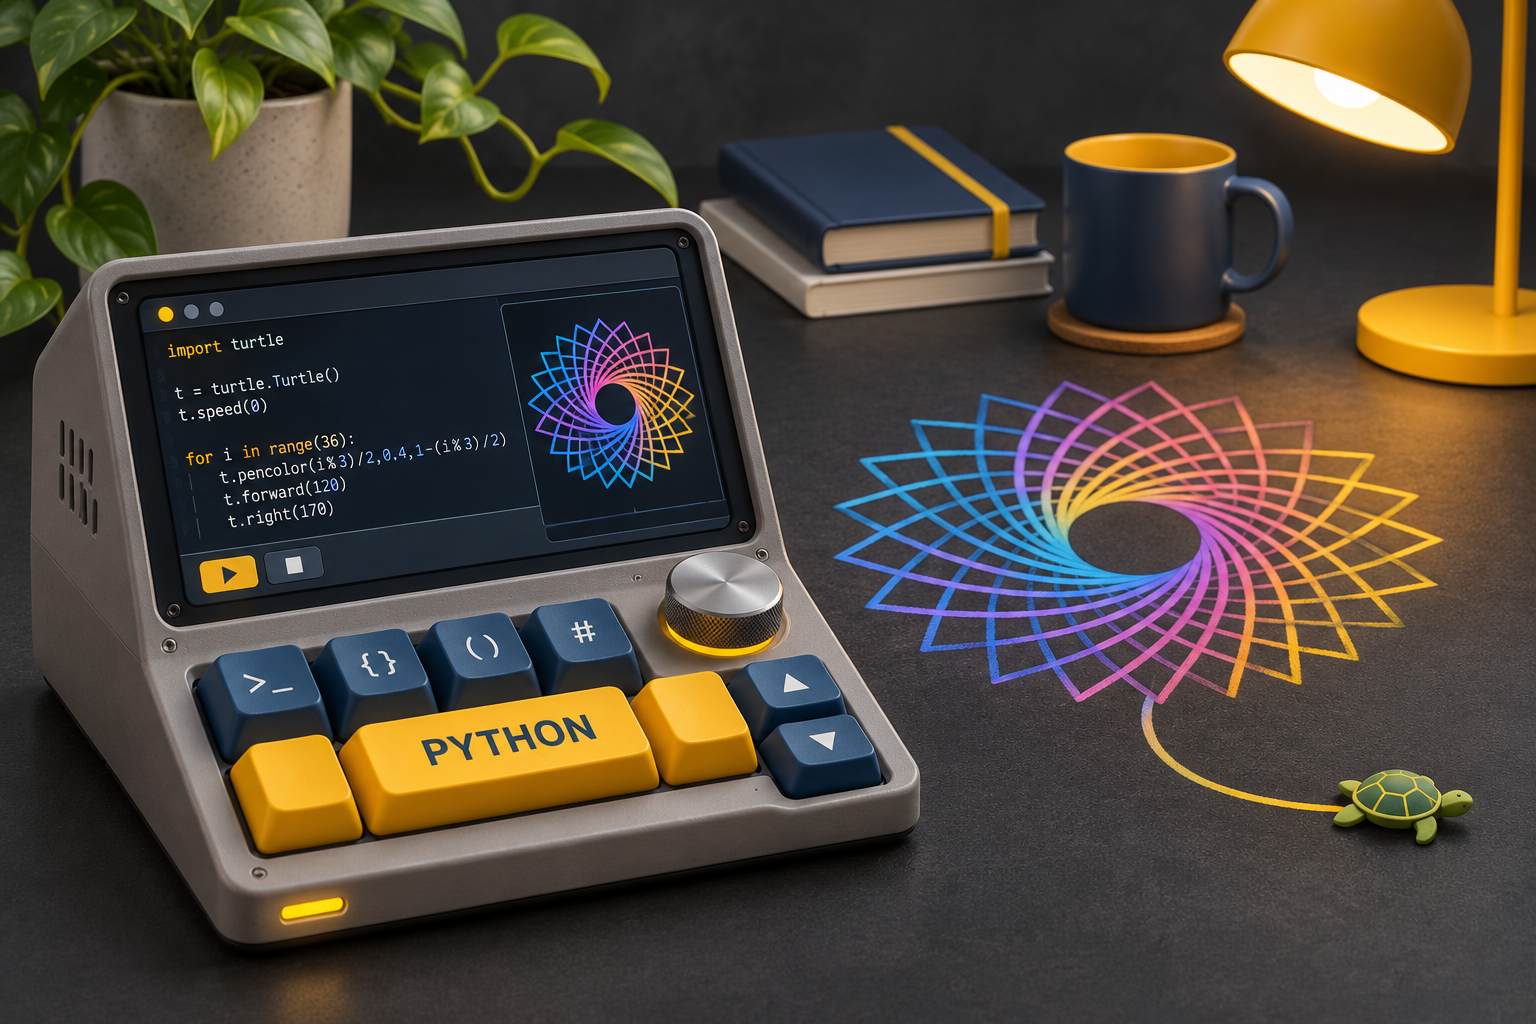 import turtle
t = turtle.Turtle()
t.speed(0)
for i in range(36):
t.pencolor(i%3)/2,0.4,1-(i%3)/2)
t.forward(120)
t.right(170)
>_
{}
()
#
PYTHON